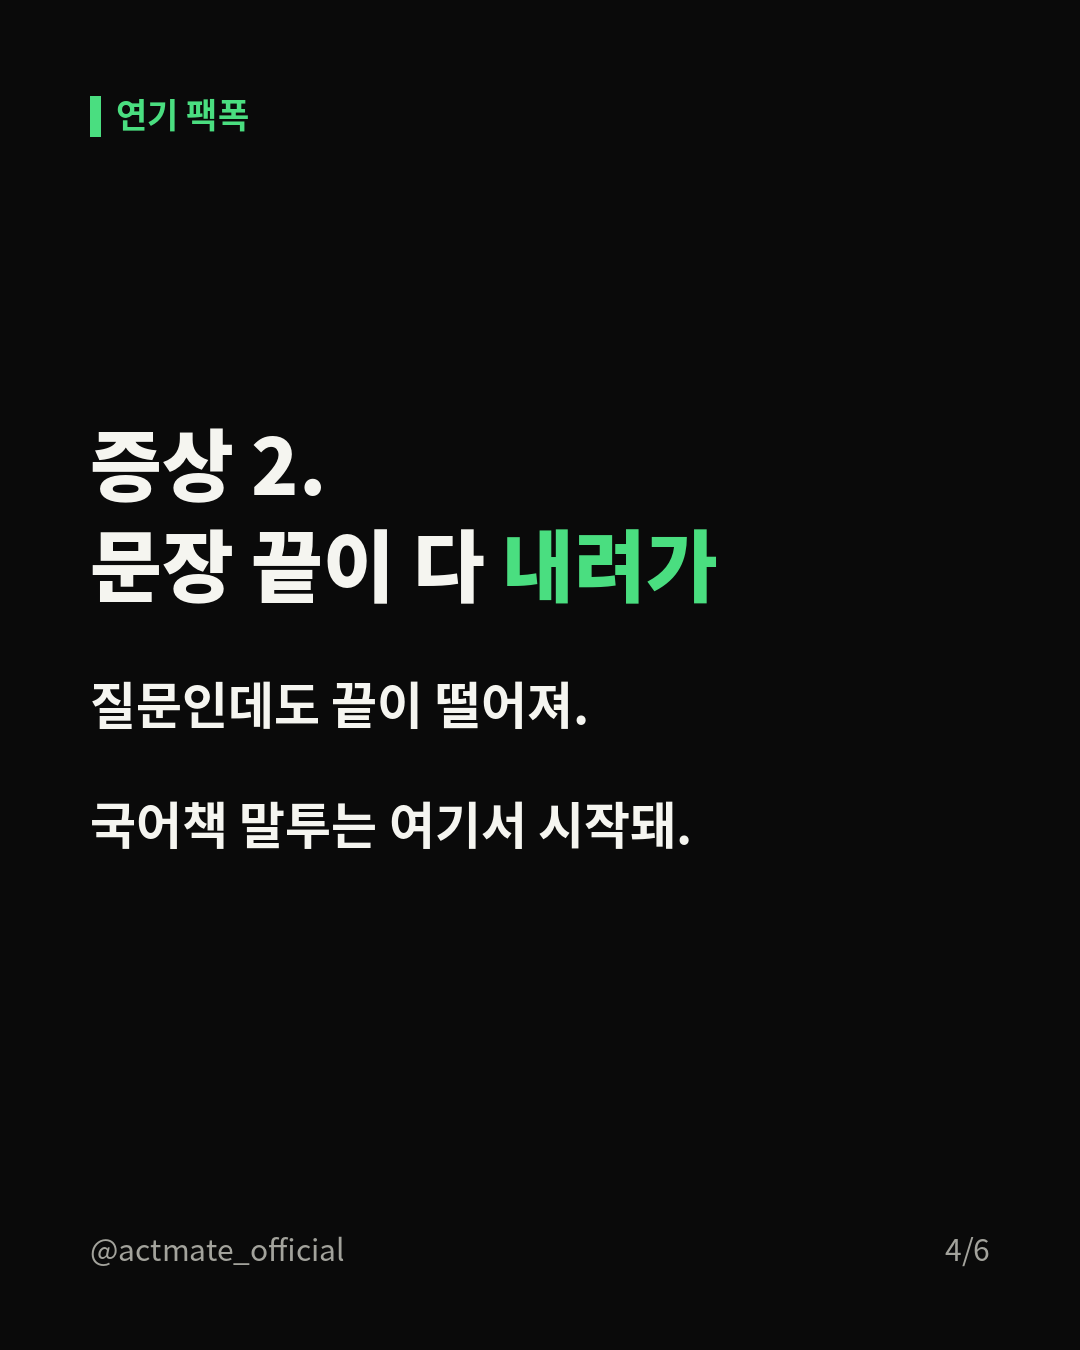 연기 팩폭
증상 2.
문장 끝이 다 내려가
질문인데도 끝이 떨어져.
국어책 말투는 여기서 시작돼.
@actmate_official
4/6